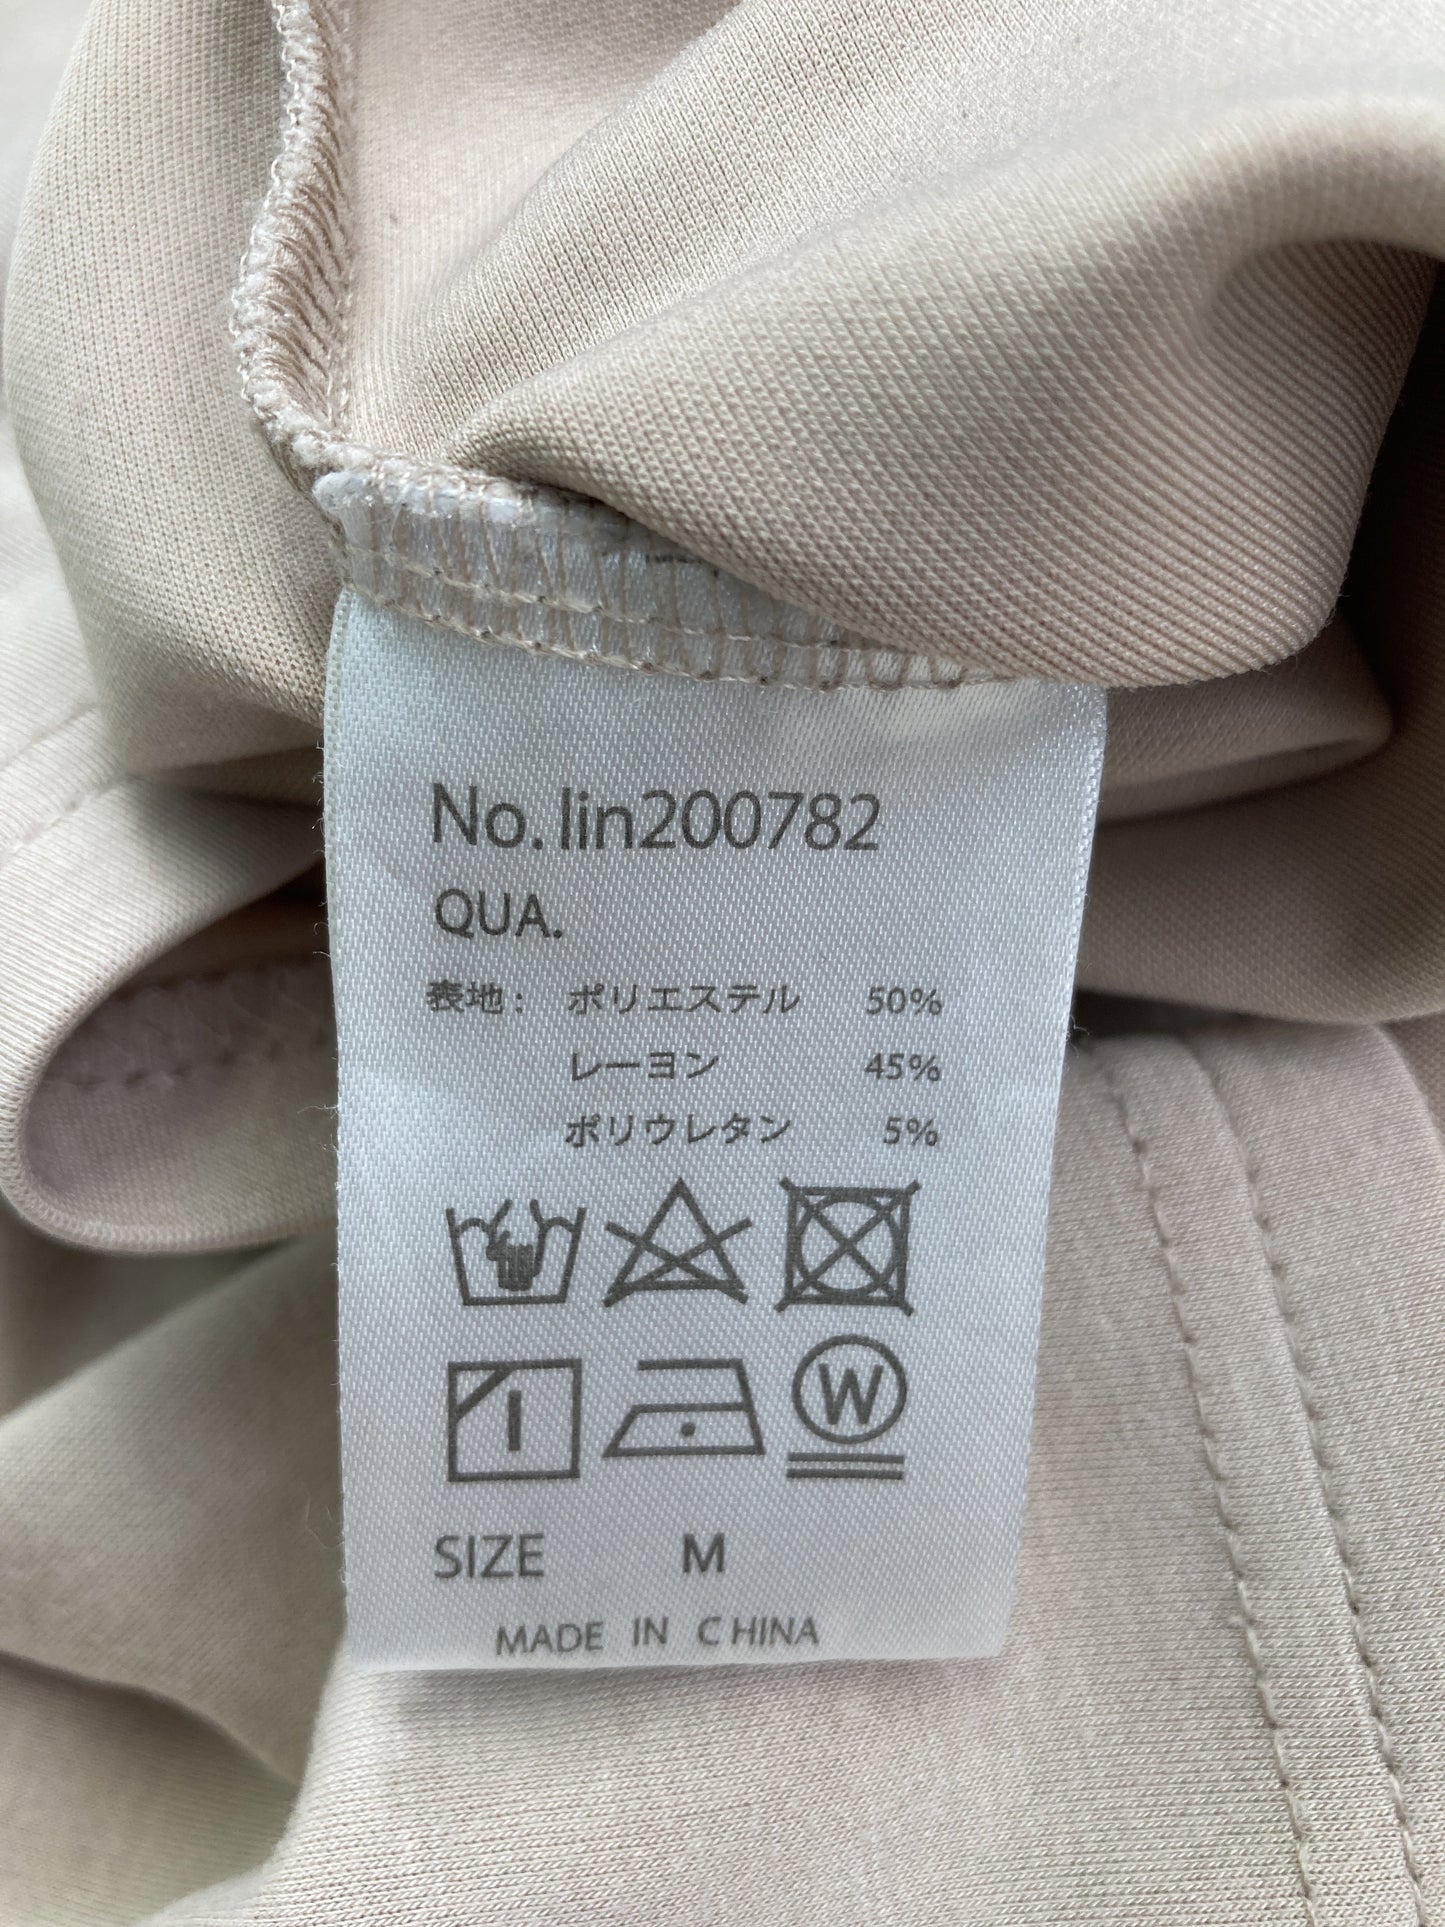 No.lin200782
QUA.
表地: ポリエステル 50%
レーヨン 45%
ポリウレタン 5%
W
SIZE M
MADE IN CHINA